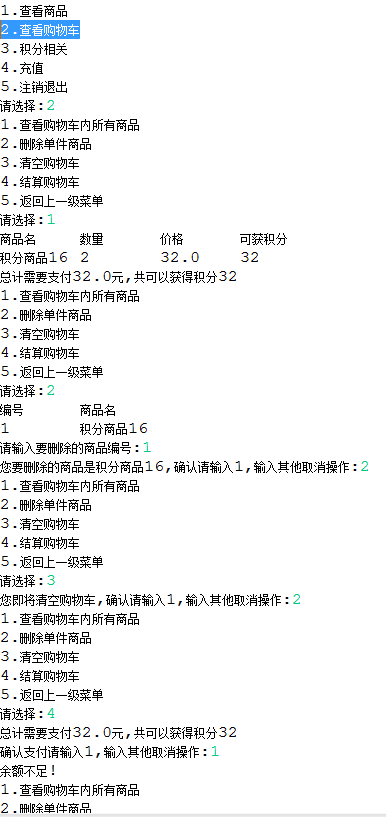 1.查看商品
2.查看购物车
3.积分相关
4.充值
5.注销退出
请选择:2
1.查看购物车内所有商品
2.删除单件商品
3.清空购物车
4.结算购物车
5.返回上一级菜单
请选择:1
商品名 数量 价格 可获积分
积分商品16 2 32.0 32
总计需要支付32.0元,共可以获得积分32
1.查看购物车内所有商品
2.删除单件商品
3.清空购物车
4.结算购物车
5.返回上一级菜单
请选择:2
编号 商品名
1 积分商品16
请输入要删除的商品编号:1
您要删除的商品是积分商品16,确认请输入1,输入其他取消操作:2
1.查看购物车内所有商品
2.删除单件商品
3.清空购物车
4.结算购物车
5.返回上一级菜单
请选择:3
您即将清空购物车,确认请输入1,输入其他取消操作:2
1.查看购物车内所有商品
2.删除单件商品
3.清空购物车
4.结算购物车
5.返回上一级菜单
请选择:4
总计需要支付32.0元,共可以获得积分32
确认支付请输入1,输入其他取消操作:1
余额不足!
1.查看购物车内所有商品
2.删除单件商品